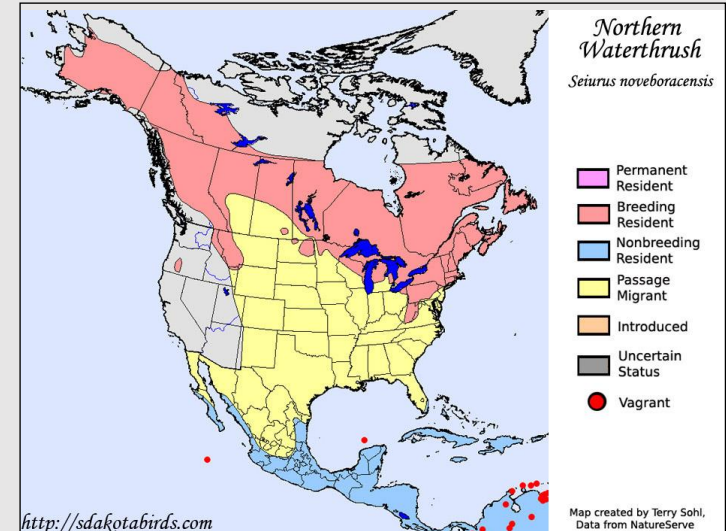 Northern
Waterthrush
Seiurus noveboracensis
Permanent
Resident
Breeding
Resident
Nonbreeding
Resident
Passage
Migrant
Introduced
Uncertain
Status
Vagrant
http://sdakotabirds.com
Map created by Terry Sohl,
Data from NatureServe